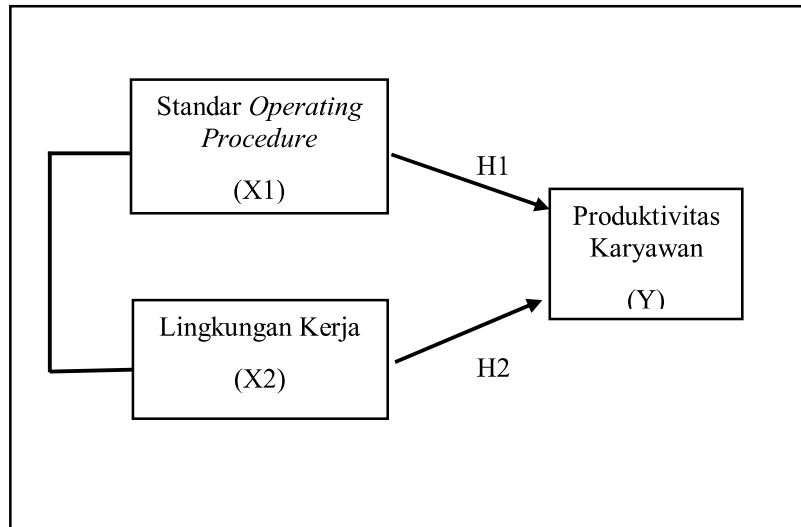 Standar Operating
Procedure
(X1)
H1
Produktivitas
Karyawan
(Y)
Lingkungan Kerja
(X2)
H2